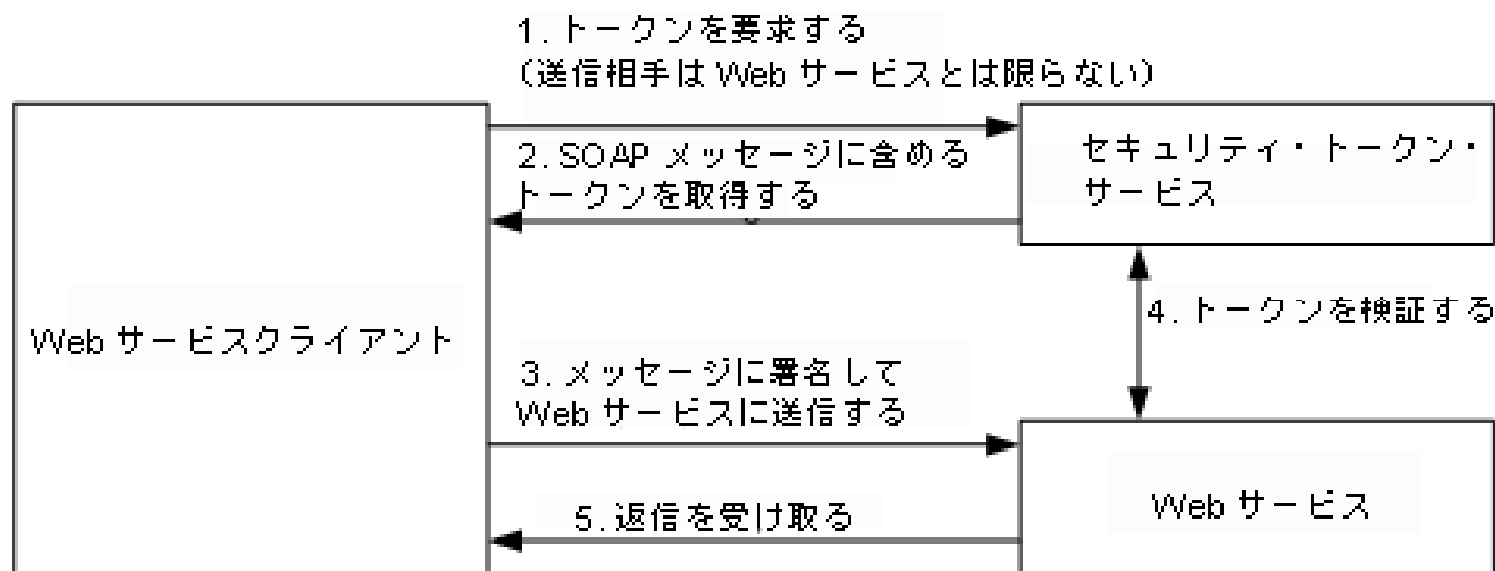 1. トークンを要求する
(送信相手は Web サービスとは限らない)
2. SOAP メッセージに含める
トークンを取得する
セキュリティ・トークン・
サービス
4. トークンを検証する
Web サービスクライアント
3. メッセージに署名して
Web サービスに送信する
Web サービス
5. 返信を受け取る